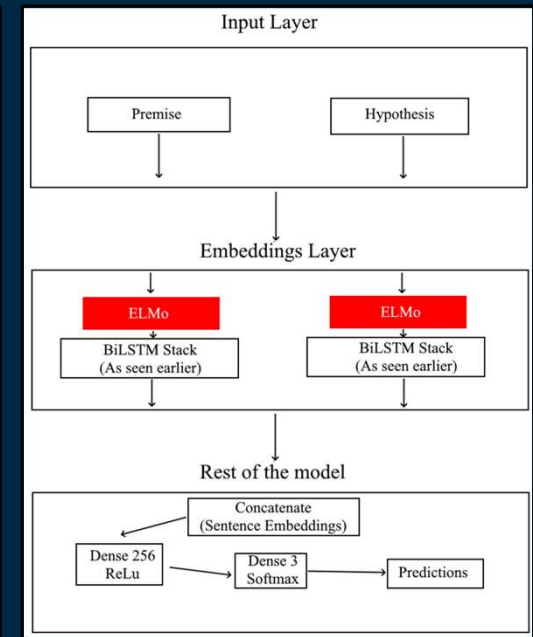 Input Layer
Premise
Hypothesis
Embeddings Layer
ELMo
ELMo
BiLSTM Stack
(As seen earlier)
BiLSTM Stack
(As seen earlier)
Rest of the model
Concatenate
(Sentence Embeddings)
Dense 256
ReLu
Dense 3
Softmax
Predictions